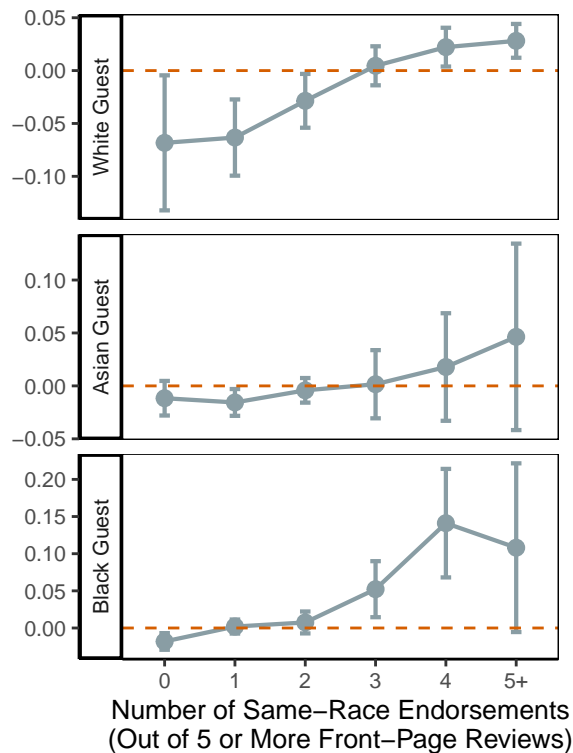 0.05
0.00
−0.05
−0.10
White Guest
0.10
0.05
0.00
−0.05
Asian Guest
0.20
0.15
0.10
0.05
0.00
Black Guest
0 1 2 3 4 5+
Number of Same−Race Endorsements
(Out of 5 or More Front−Page Reviews)